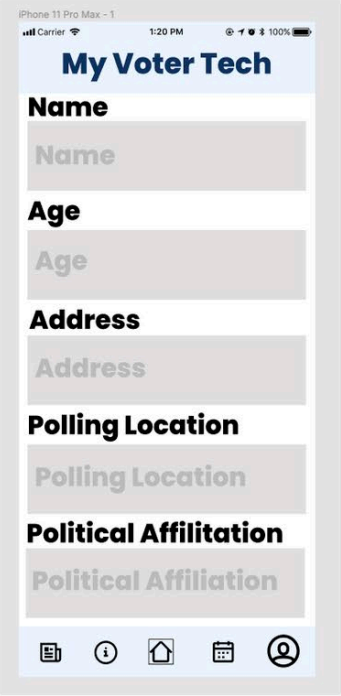 iPhone 11 Pro Max - 1
Carrier 1:20 PM 100%
My Voter Tech
Name
Name
Age
Age
Address
Address
Polling Location
Polling Location
Political Affilitation
Political Affiliation